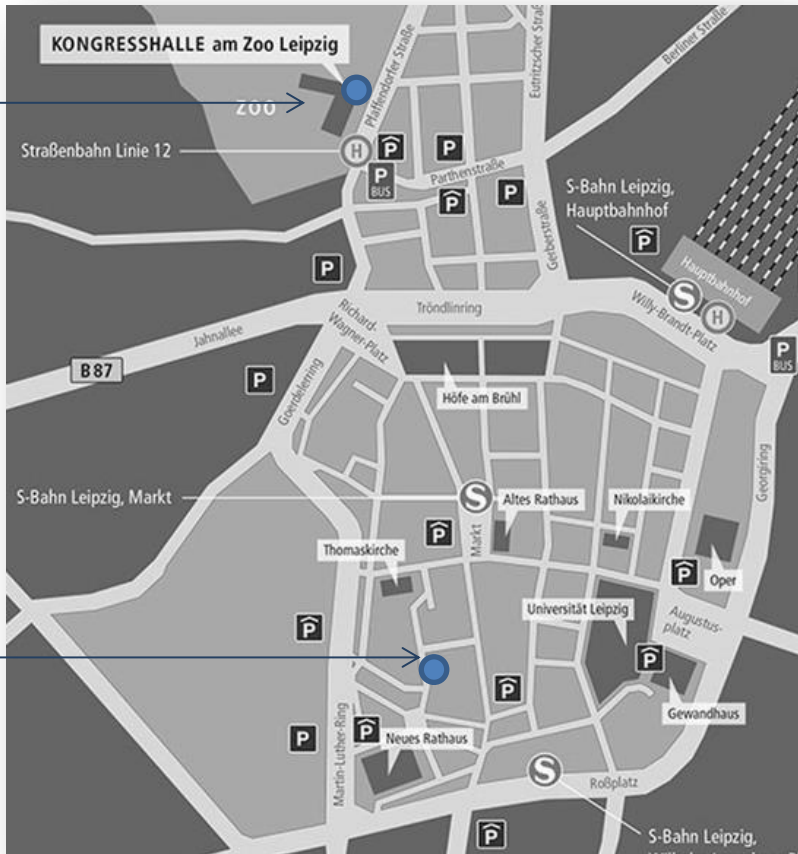 KONGRESSHALLE am Zoo Leipzig
Pfaffendorfer Straße
Eutritzscher Straß
Berliner Straße
ZOO
Straßenbahn Linie 12
H
P
P
P
BUS
Parthenstraße
P
P
S-Bahn Leipzig,
Hauptbahnhof
Gerberstraße
P
P
Hauptbahnhof
S
H
Willy-Brandt-Platz
Tröndlinring
Richard-
Wagner-Platz
Jahnallee
P
BUS
B 87
P
Goerdelerring
Höfe am Brühl
Georgiring
S-Bahn Leipzig, Markt
S
Altes Rathaus
Nikolaikirche
P
Markt
Thomaskirche
P
Oper
Universität Leipzig
Augustus-
platz
P
P
P
Gewandhaus
Martin-Luther-Ring
P
P
Neues Rathaus
S
Roßplatz
P
S-Bahn Leipzig,